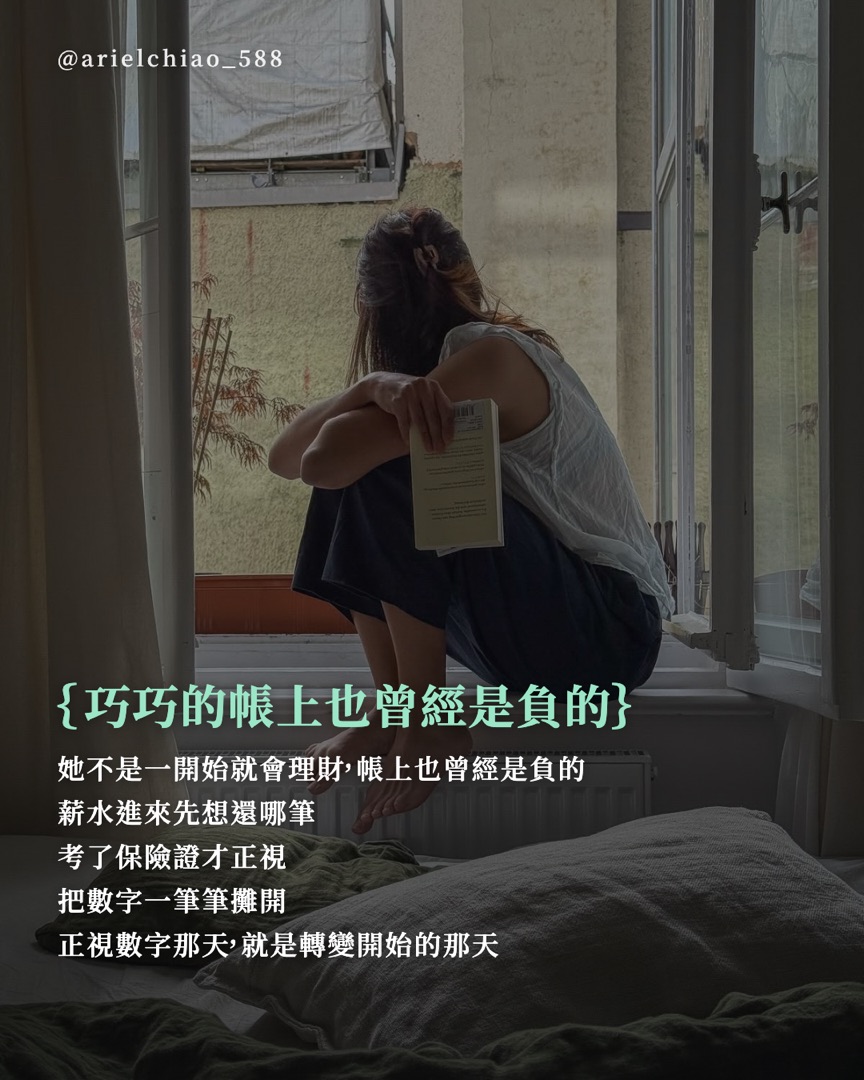 @arielchiao_588
{巧巧的帳上也曾經是負的}
她不是一開始就會理財，帳上也曾經是負的
薪水進來先想還哪筆
考了保險證才正視
把數字一筆筆攤開
正視數字那天，就是轉變開始的那天